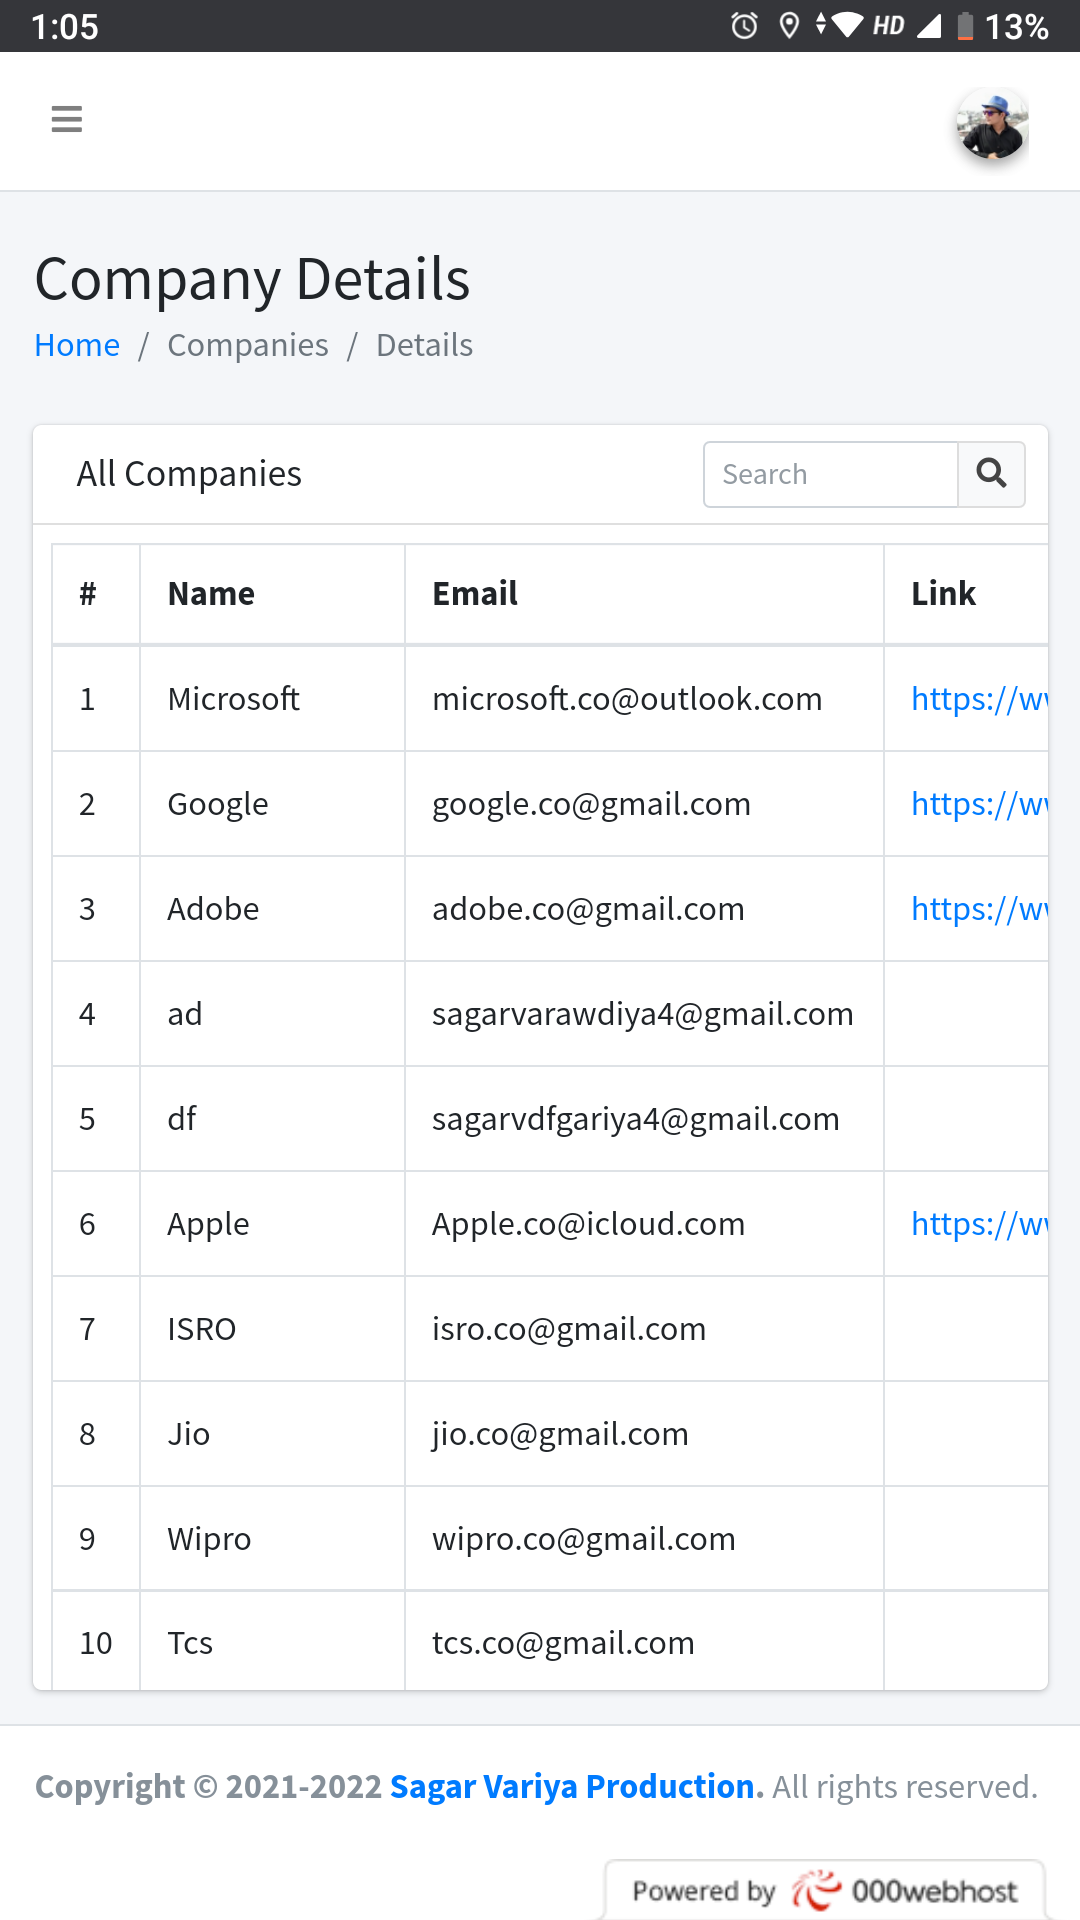 1:05 HD 13%
Company Details
Home / Companies / Details
All Companies Search
# Name Email Link
1 Microsoft microsoft.co@outlook.com https://w
2 Google google.co@gmail.com https://w
3 Adobe adobe.co@gmail.com https://w
4 ad sagarvarawdiya4@gmail.com
5 df sagarvdfgariya4@gmail.com
6 Apple Apple.co@icloud.com https://w
7 ISRO isro.co@gmail.com
8 Jio jio.co@gmail.com
9 Wipro wipro.co@gmail.com
10 Tcs tcs.co@gmail.com
Copyright © 2021-2022 Sagar Variya Production. All rights reserved.
Powered by 000webhost